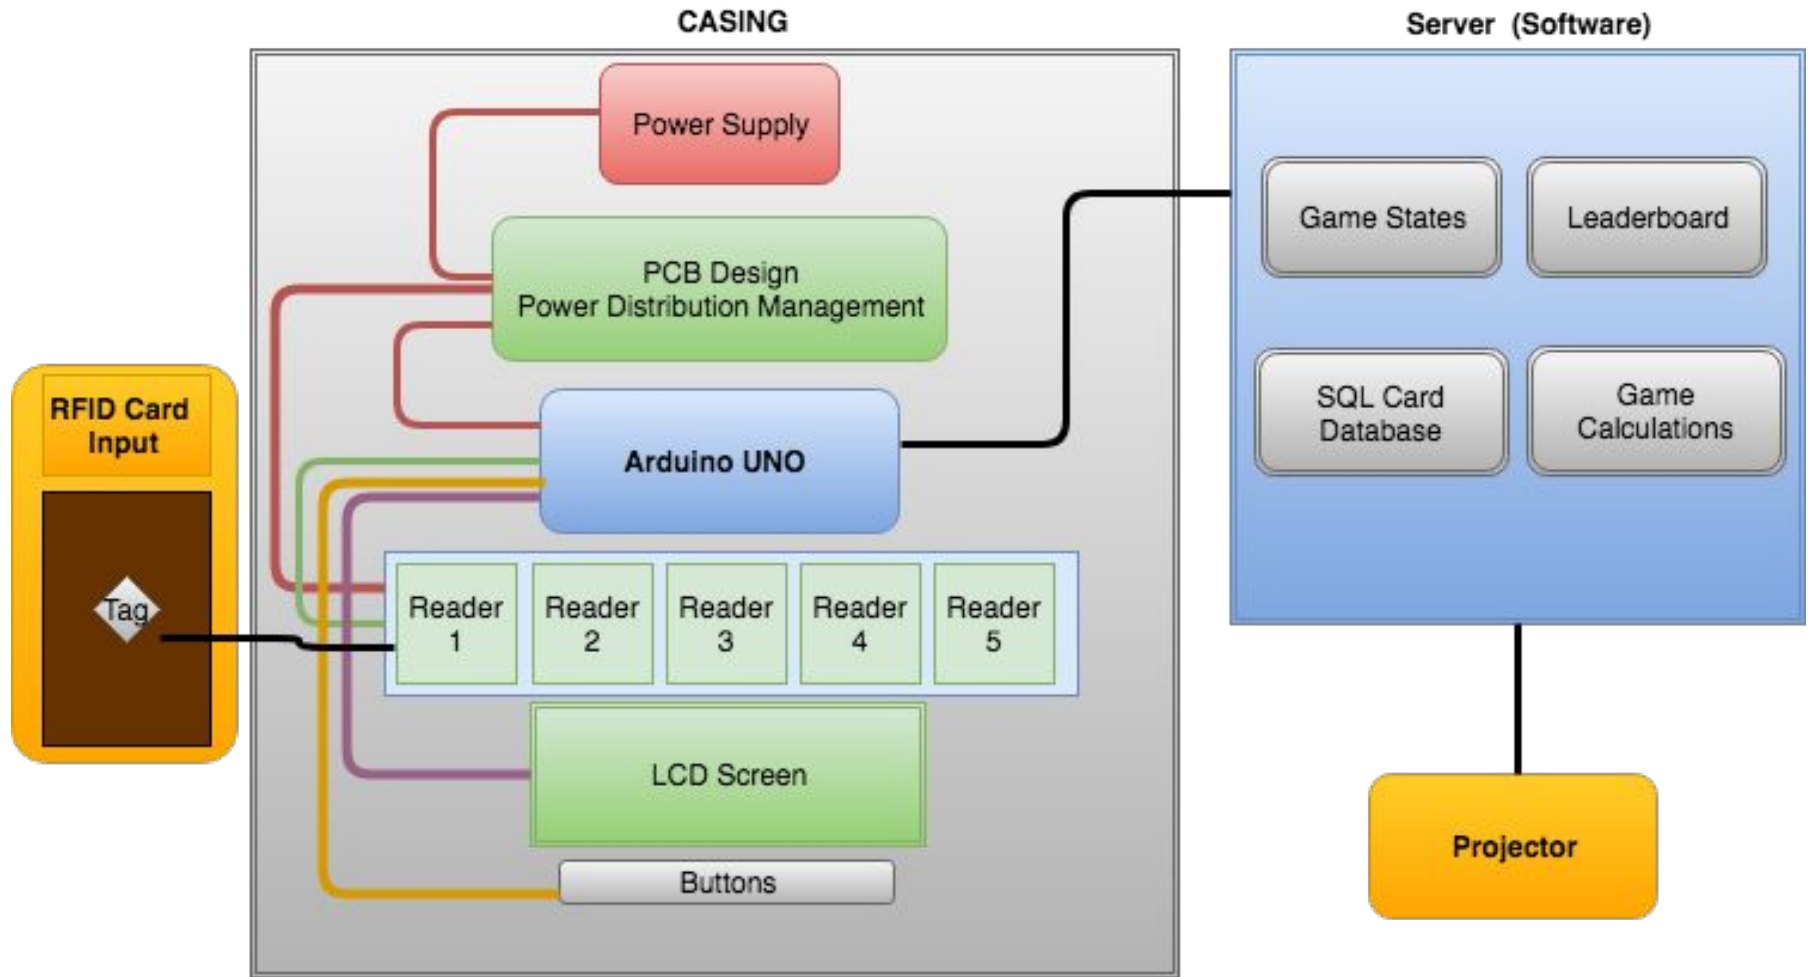 CASING
Server (Software)
Power Supply
PCB Design
Power Distribution Management
Arduino UNO
Reader
1
Reader
2
Reader
3
Reader
4
Reader
5
LCD Screen
Buttons
RFID Card
Input
Tag
Game States
Leaderboard
SQL Card
Database
Game
Calculations
Projector